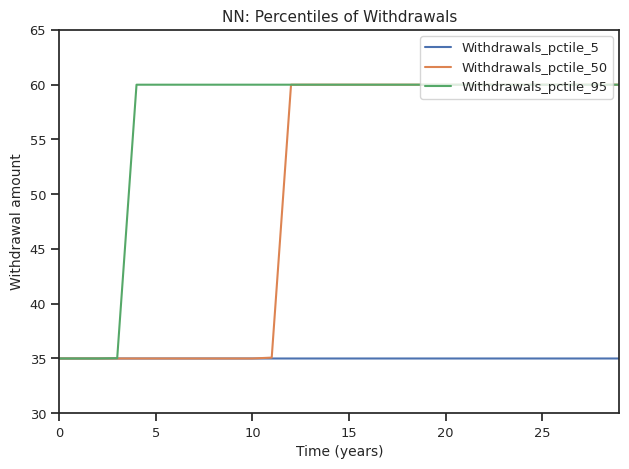 NN: Percentiles of Withdrawals
Withdrawals_pctile_5
Withdrawals_pctile_50
Withdrawals_pctile_95
Withdrawal amount
65
60
55
50
45
40
35
30
0 5 10 15 20 25
Time (years)